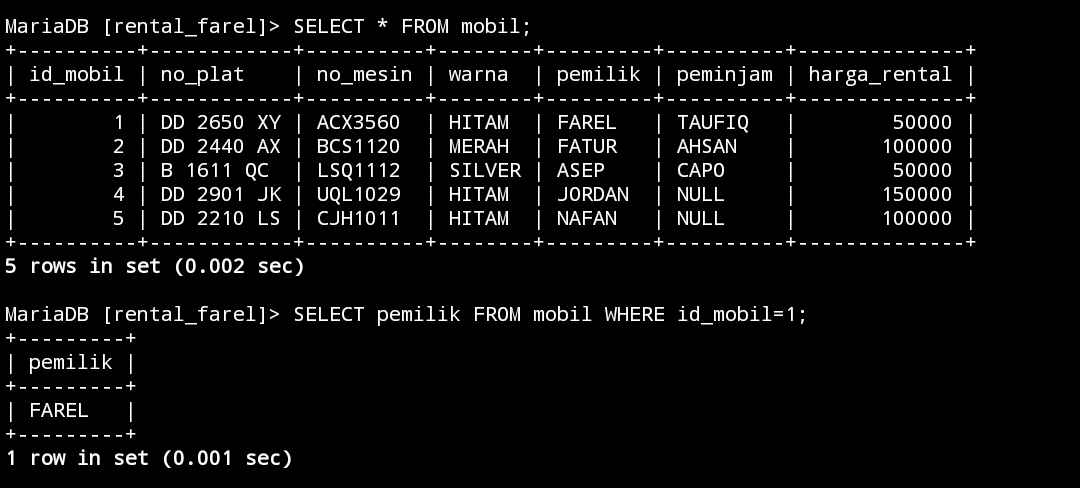 MariaDB [rental_farel]> SELECT * FROM mobil;
+----------+------------+----------+--------+---------+----------+--------------+
| id_mobil | no_plat    | no_mesin | warna  | pemilik | peminjam | harga_rental |
+----------+------------+----------+--------+---------+----------+--------------+
|        1 | DD 2650 XY | ACX3560  | HITAM  | FAREL   | TAUFIQ   |        50000 |
|        2 | DD 2440 AX | BCS1120  | MERAH  | FATUR   | AHSAN    |       100000 |
|        3 | B 1611 QC  | LSQ1112  | SILVER | ASEP    | CAPO     |        50000 |
|        4 | DD 2901 JK | UQL1029  | HITAM  | JORDAN  | NULL     |       150000 |
|        5 | DD 2210 LS | CJH1011  | HITAM  | NAFAN   | NULL     |       100000 |
+----------+------------+----------+--------+---------+----------+--------------+
5 rows in set (0.002 sec)

MariaDB [rental_farel]> SELECT pemilik FROM mobil WHERE id_mobil=1;
+---------+
| pemilik |
+---------+
| FAREL   |
+---------+
1 row in set (0.001 sec)